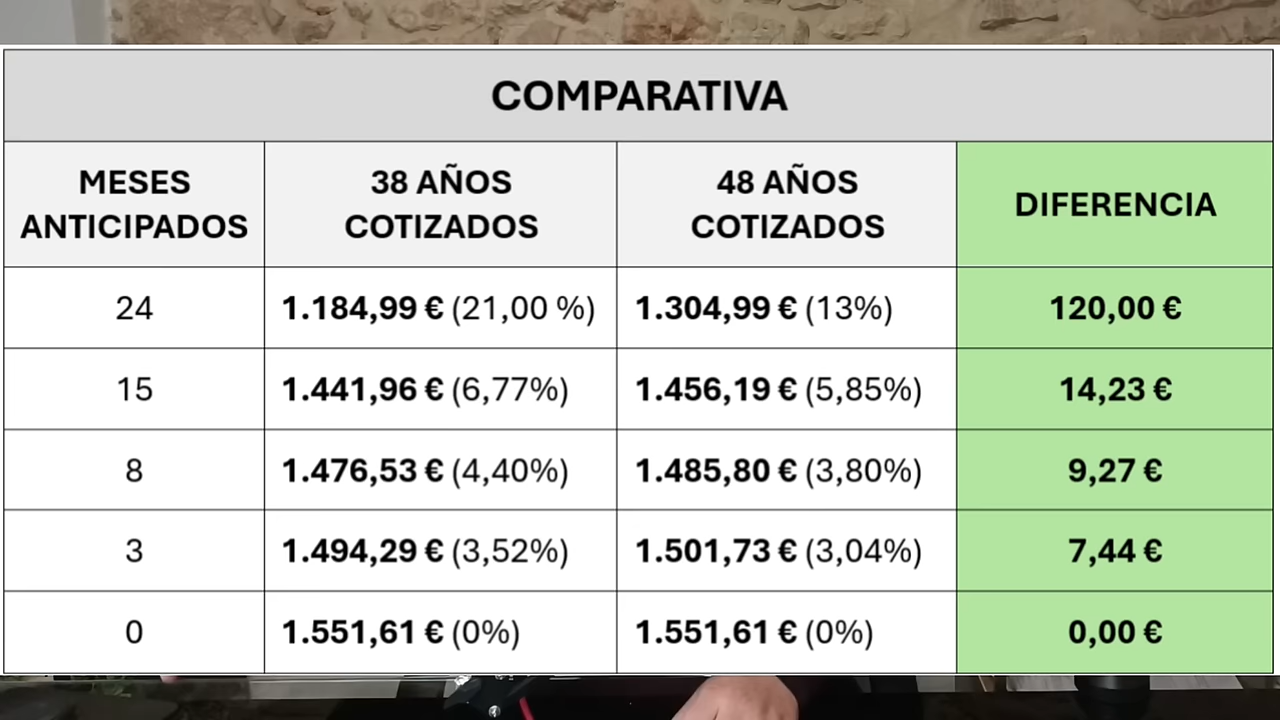 COMPARATIVA
MESES ANTICIPADOS 38 AÑOS COTIZADOS 48 AÑOS COTIZADOS DIFERENCIA
24 1.184,99 € (21,00 %) 1.304,99 € (13%) 120,00 €
15 1.441,96 € (6,77%) 1.456,19 € (5,85%) 14,23 €
8 1.476,53 € (4,40%) 1.485,80 € (3,80%) 9,27 €
3 1.494,29 € (3,52%) 1.501,73 € (3,04%) 7,44 €
0 1.551,61 € (0%) 1.551,61 € (0%) 0,00 €